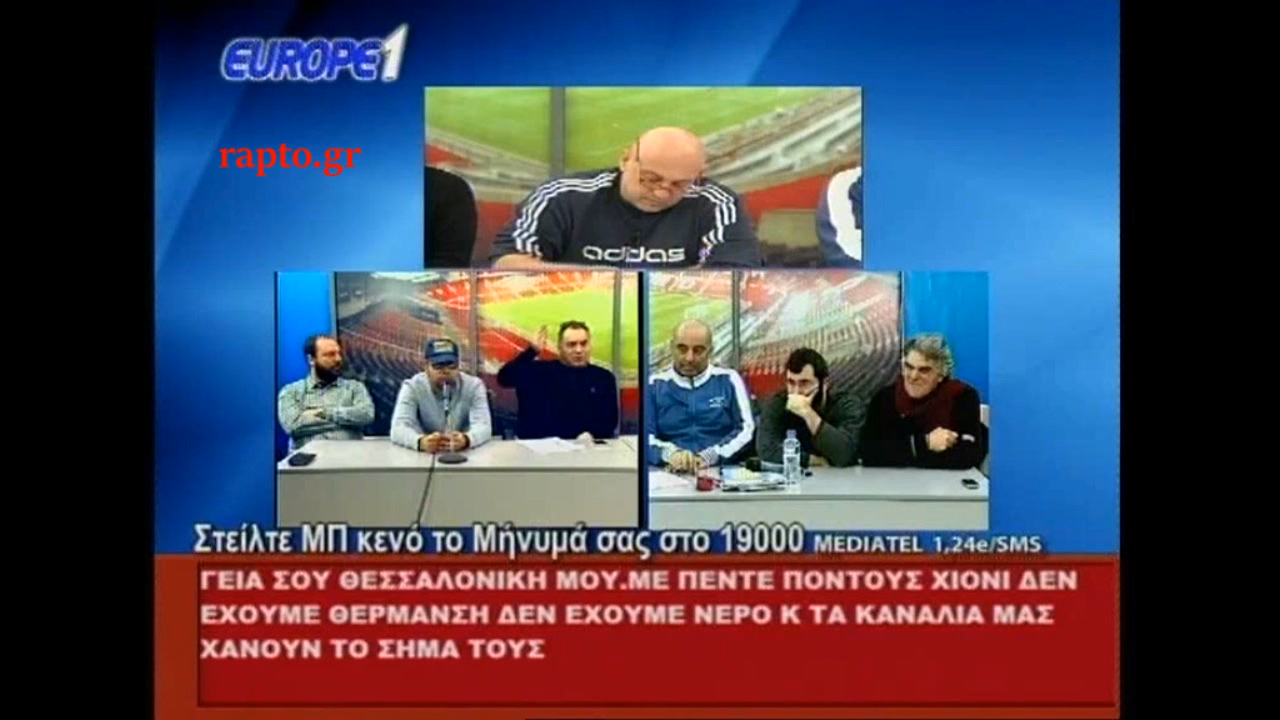 EUROPE1
rapto.gr
adidas
Στείλτε ΜΠ κενό το Μήνυμά σας στο 19000 MEDIATEL 1,24e/SMS
ΓΕΙΑ ΣΟΥ ΘΕΣΣΑΛΟΝΙΚΗ ΜΟΥ.ΜΕ ΠΕΝΤΕ ΠΟΝΤΟΥΣ ΧΙΟΝΙ ΔΕΝ
ΕΧΟΥΜΕ ΘΕΡΜΑΝΣΗ ΔΕΝ ΕΧΟΥΜΕ ΝΕΡΟ Κ ΤΑ ΚΑΝΑΛΙΑ ΜΑΣ
ΧΑΝΟΥΝ ΤΟ ΣΗΜΑ ΤΟΥΣ